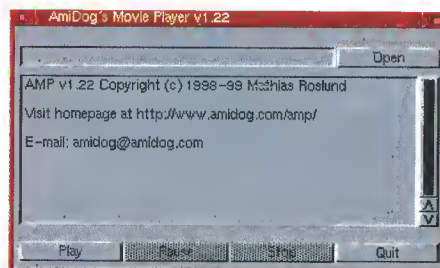 AmiDog's Movie Player v1.22
Open
AMP v1.22 Copyright (c) 1998-99 Mathias Roslund
Visit homepage at http://www.amidog.com/amp/
E-mail: amidog@amidog.com
Play Pause Stop Quit